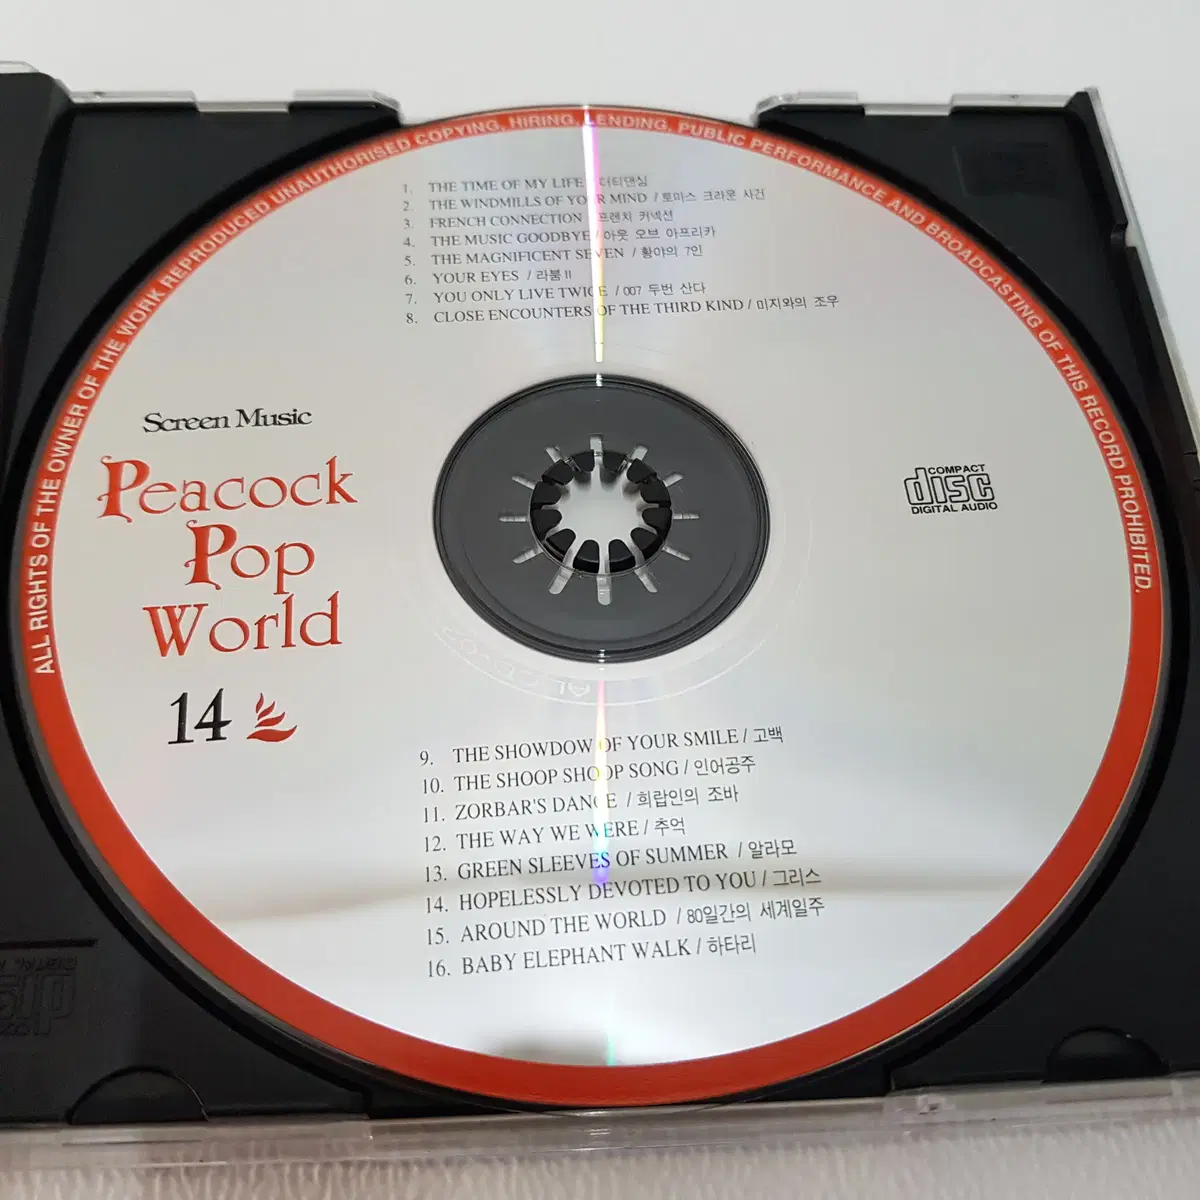 ALL RIGHTS OF THE OWNER OF THE WORK REPRODUCED UNAUTHORISED COPYING, HIRING, LENDING, PUBLIC PERFORMANCE AND BROADCASTING OF THIS RECORD PROHIBITED.
1. THE TIME OF MY LIFE / 더티댄싱
2. THE WINDMILLS OF YOUR MIND / 토마스 크라운 사건
3. FRENCH CONNECTION / 프렌치 커넥션
4. THE MUSIC GOODBYE / 아웃 오브 아프리카
5. THE MAGNIFICENT SEVEN / 황야의 7인
6. YOUR EYES / 라붐 II
7. YOU ONLY LIVE TWICE / 007 두번 산다
8. CLOSE ENCOUNTERS OF THE THIRD KIND / 미지와의 조우
Screen Music
Peacock
Pop
World
14
COMPACT
disc
DIGITAL AUDIO
9. THE SHOWDOW OF YOUR SMILE / 고백
10. THE SHOOP SHOOP SONG / 인어공주
11. ZORBAR'S DANCE / 희랍인의 조바
12. THE WAY WE WERE / 추억
13. GREEN SLEEVES OF SUMMER / 알라모
14. HOPELESSLY DEVOTED TO YOU / 그리스
15. AROUND THE WORLD / 80일간의 세계일주
16. BABY ELEPHANT WALK / 하타리